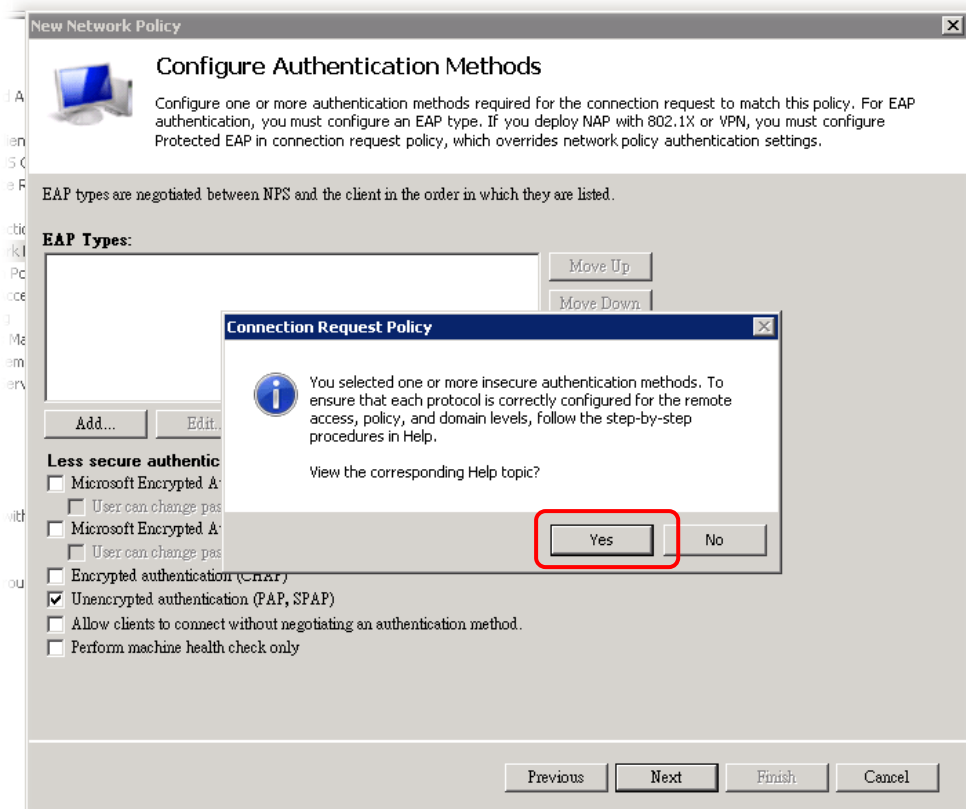 New Network Policy
Configure Authentication Methods
Configure one or more authentication methods required for the connection request to match this policy. For EAP
authentication, you must configure an EAP type. If you deploy NAP with 802.1X or VPN, you must configure
Protected EAP in connection request policy, which overrides network policy authentication settings.
EAP types are negotiated between NPS and the client in the order in which they are listed.
EAP Types:
Move Up
Move Down
Connection Request Policy
You selected one or more insecure authentication methods. To
ensure that each protocol is correctly configured for the remote
access, policy, and domain levels, follow the step-by-step
procedures in Help.
View the corresponding Help topic?
Yes
No
Add...
Edit..
Less secure authentic
Microsoft Encrypted A
User can change pas
Microsoft Encrypted A
User can change pas
Encrypted authentication (CHAP)
Unencrypted authentication (PAP, SPAP)
Allow clients to connect without negotiating an authentication method.
Perform machine health check only
Previous
Next
Finish
Cancel